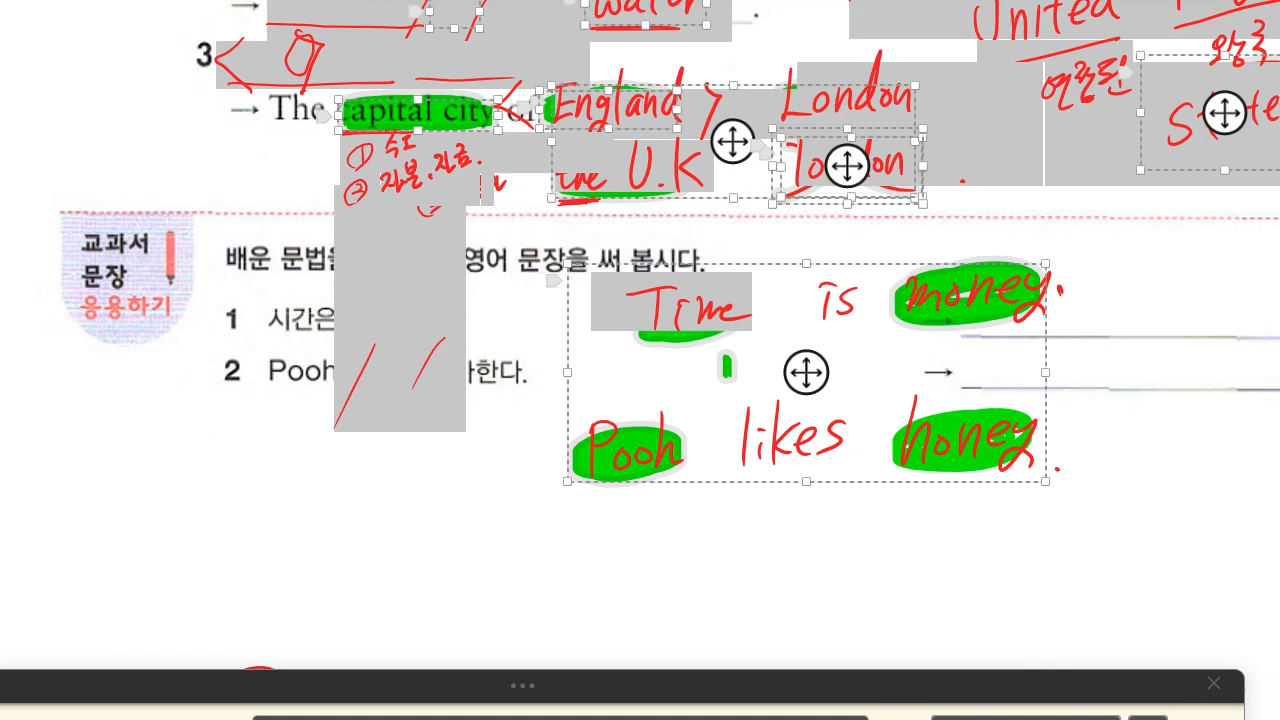 → water .
United
3
왕국
연합된
→ The capital city of England London
States
① 수도
② 자본, 자금.
the U.K London .
교과서
문장
응용하기
배운 문법을 영어 문장을 써 봅시다.
1 시간은
Time is money.
2 Pooh 한다.
→
Pooh likes honey.